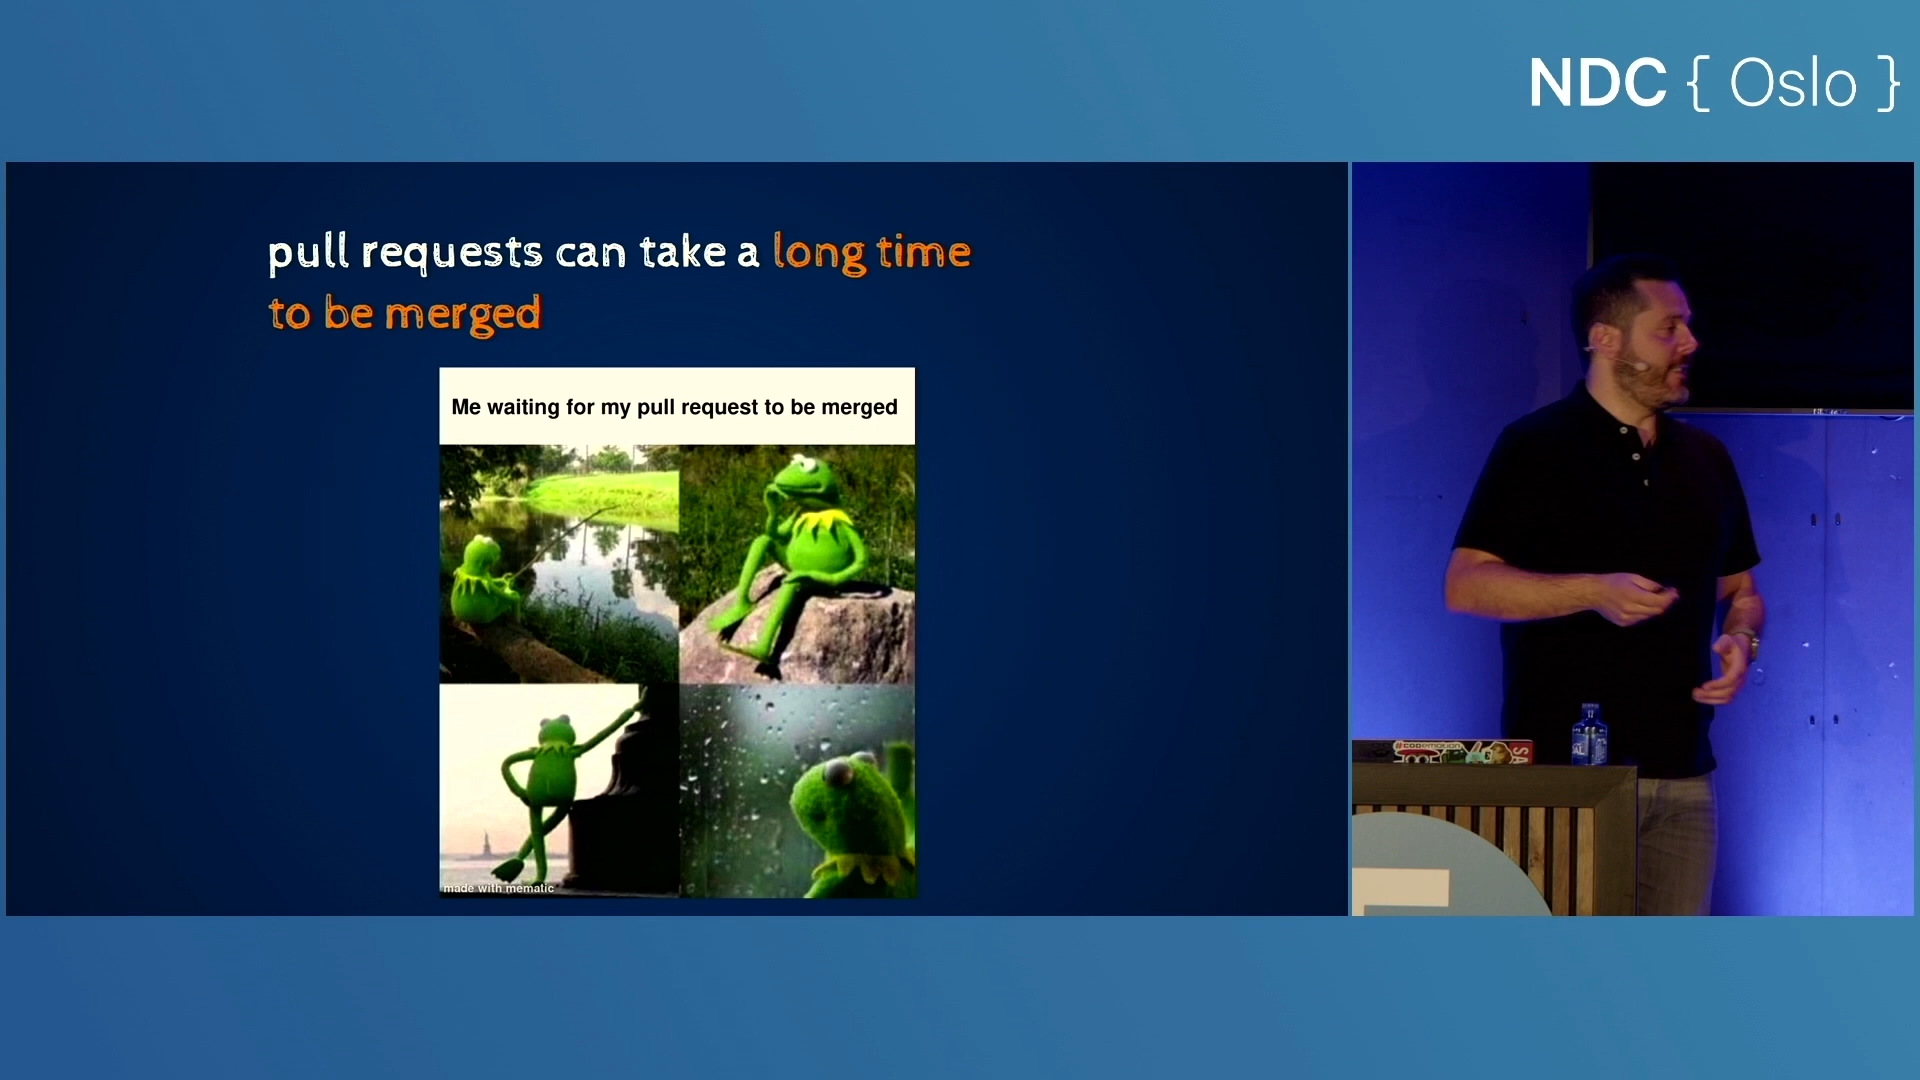 NDC { Oslo }
pull requests can take a long time
to be merged
Me waiting for my pull request to be merged
made with mematic
#CODEMOTION